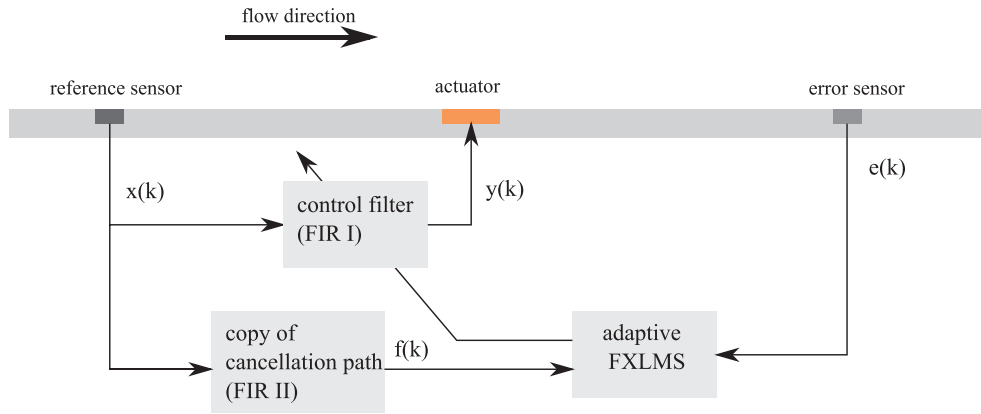 flow direction
reference sensor
actuator
error sensor
x(k)
y(k)
e(k)
control filter
(FIR I)
copy of
cancellation path
(FIR II)
f(k)
adaptive
FXLMS